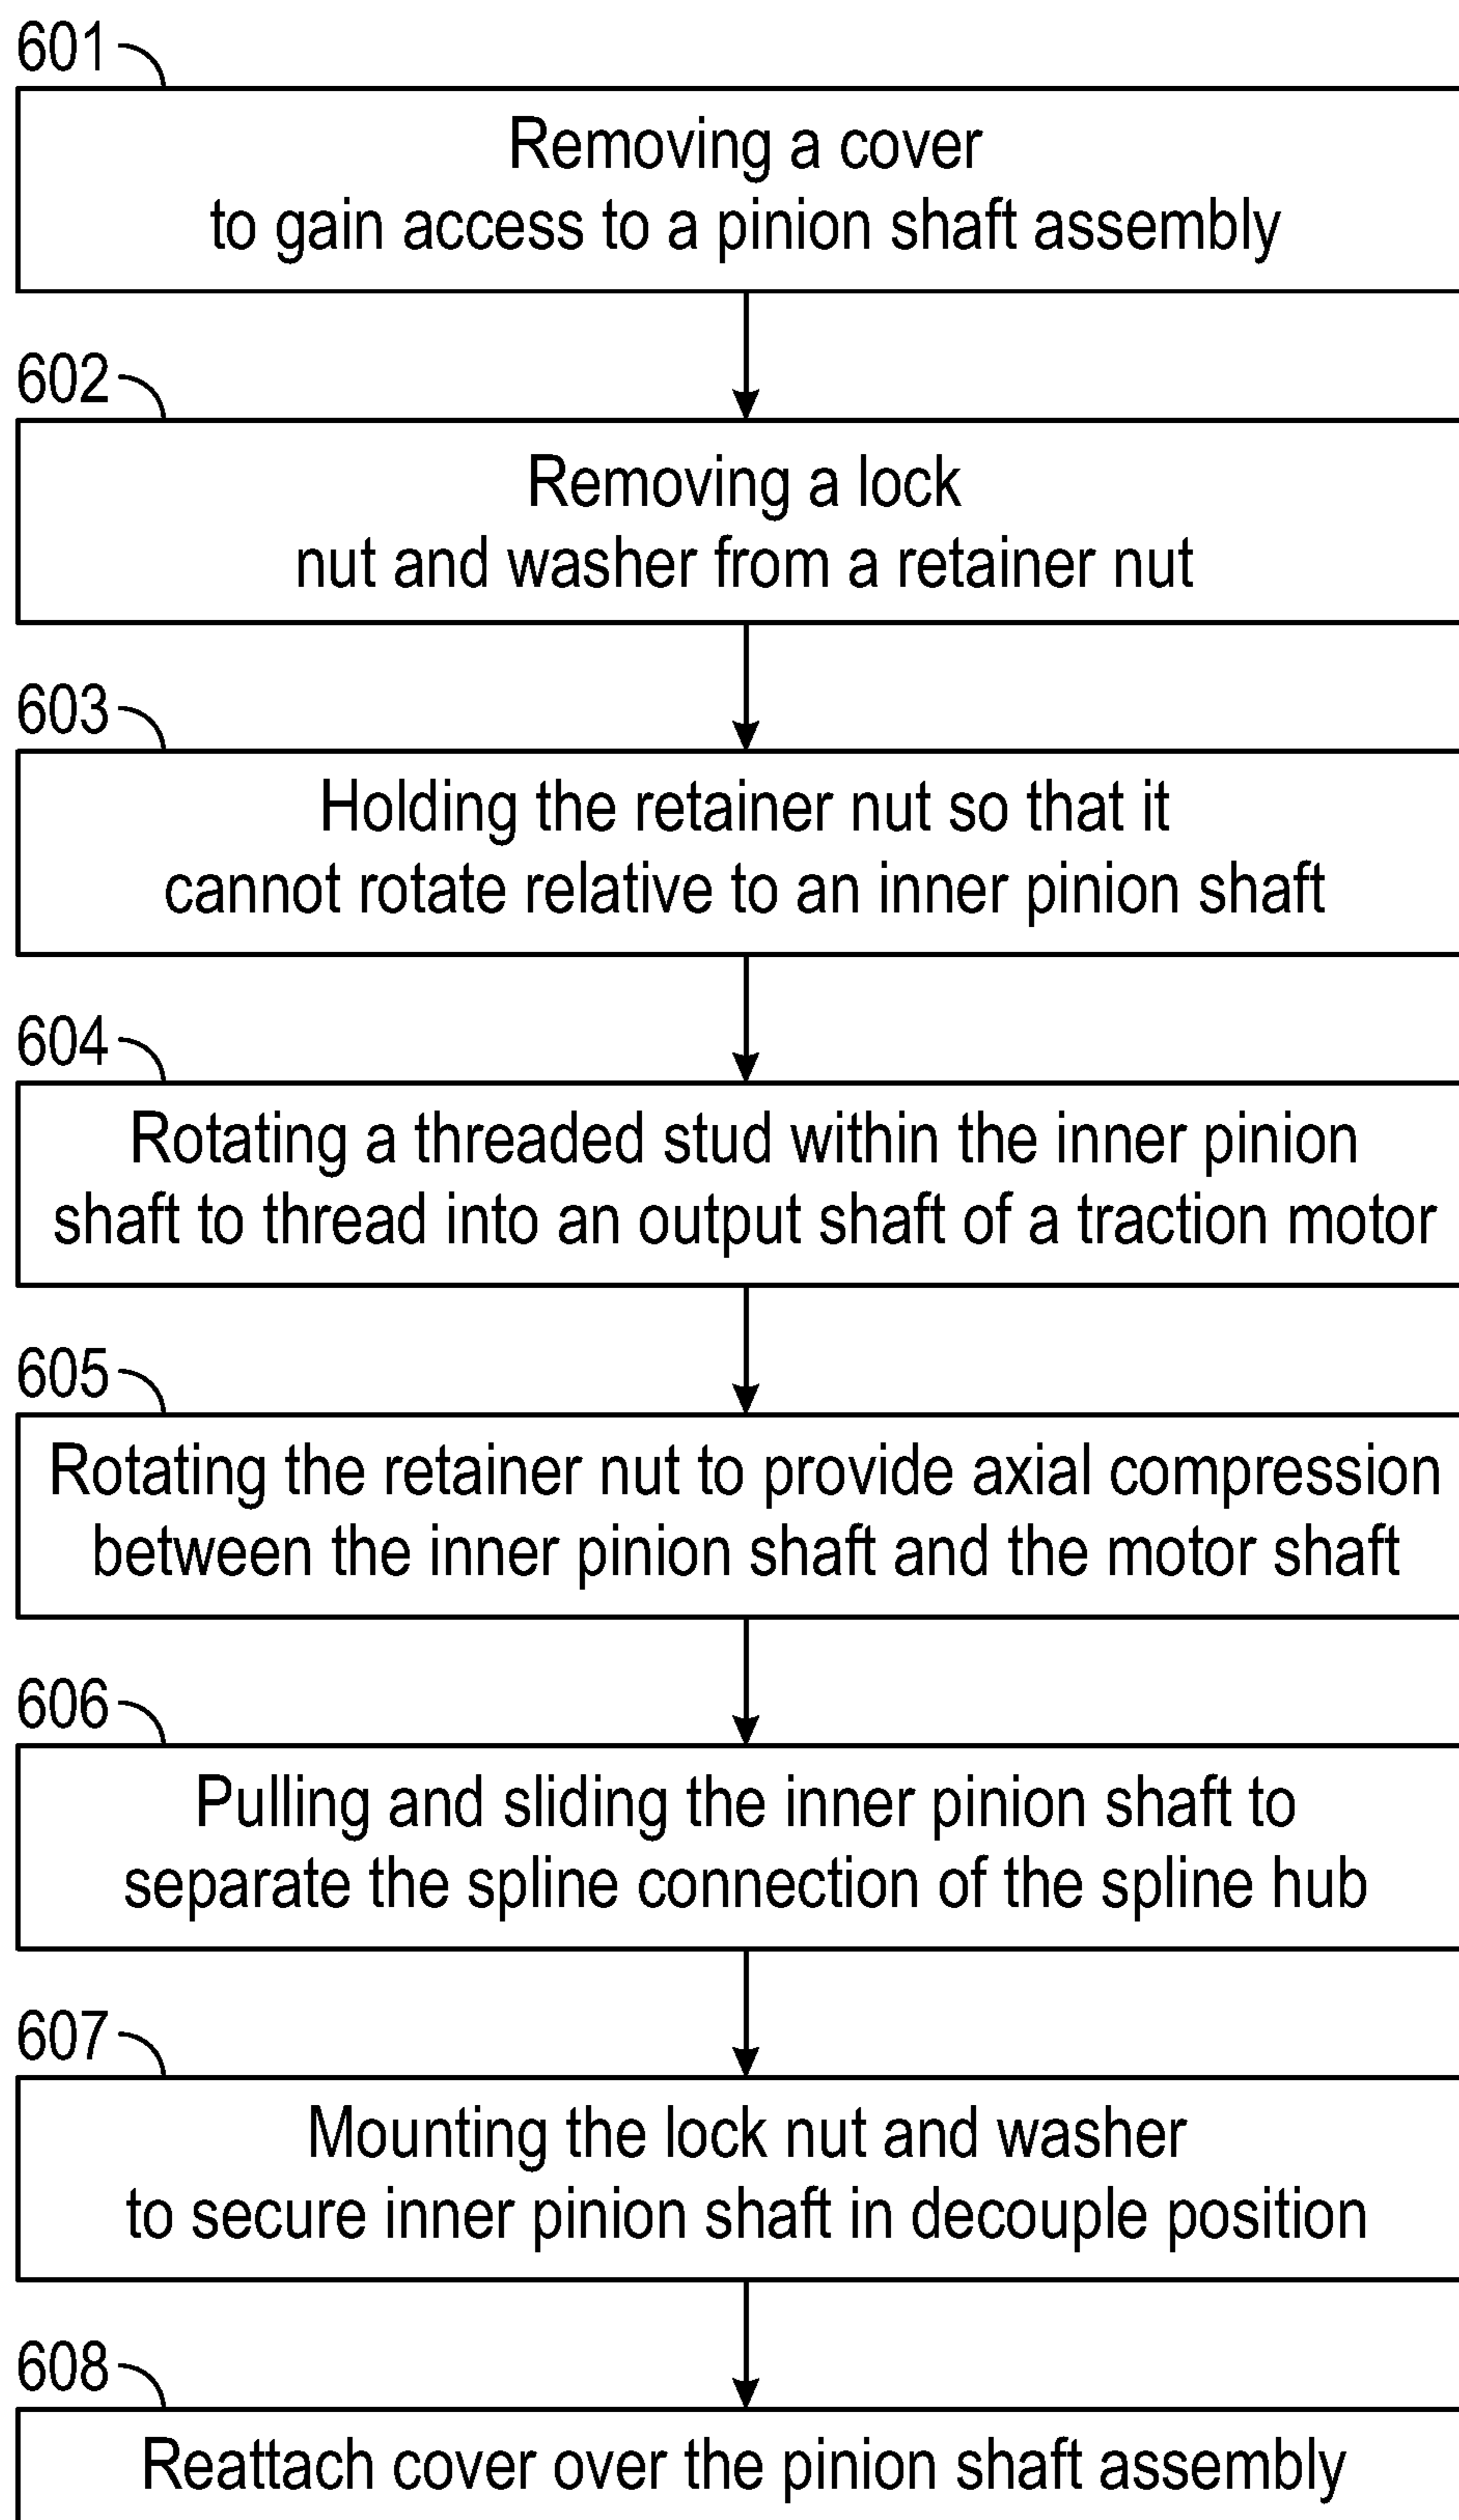 601
Removing a cover
to gain access to a pinion shaft assembly
602
Removing a lock
nut and washer from a retainer nut
603
Holding the retainer nut so that it
cannot rotate relative to an inner pinion shaft
604
Rotating a threaded stud within the inner pinion
shaft to thread into an output shaft of a traction motor
605
Rotating the retainer nut to provide axial compression
between the inner pinion shaft and the motor shaft
606
Pulling and sliding the inner pinion shaft to
separate the spline connection of the spline hub
607
Mounting the lock nut and washer
to secure inner pinion shaft in decouple position
608
Reattach cover over the pinion shaft assembly